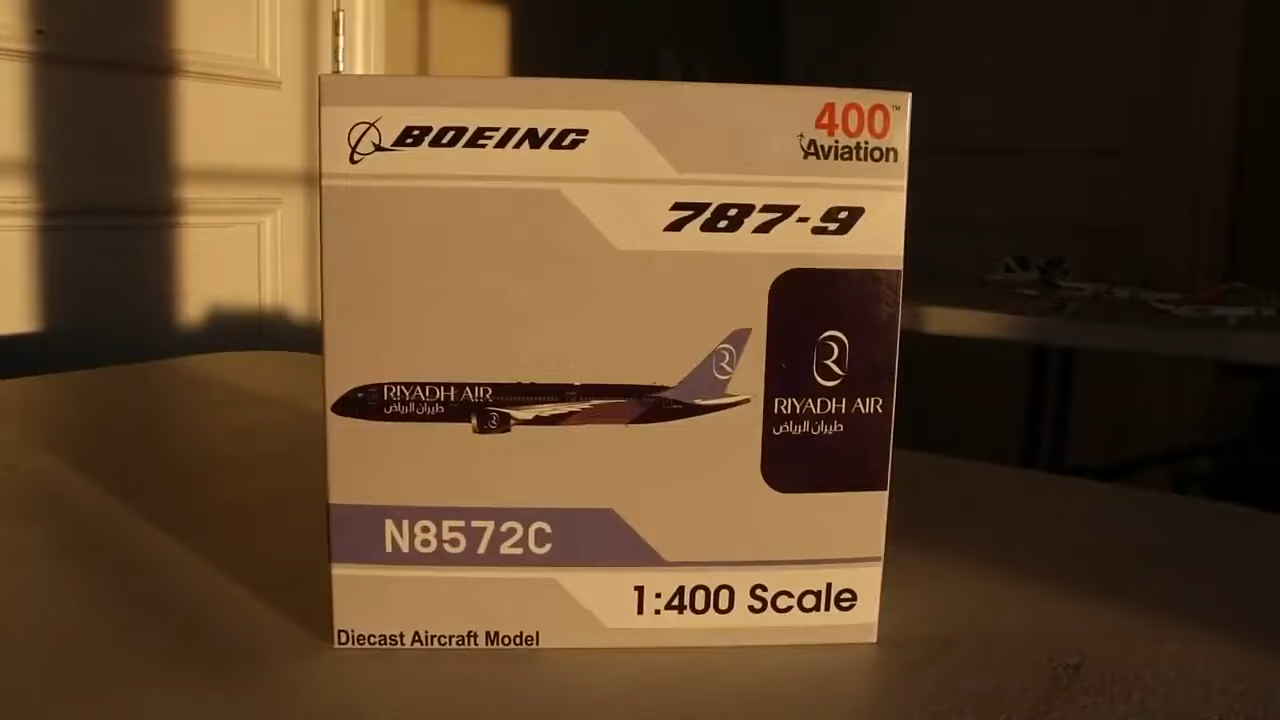 BOEING
400™
Aviation
787-9
RIYADH AIR
طيران الرياض
RIYADH AIR
طيران الرياض
N8572C
1:400 Scale
Diecast Aircraft Model